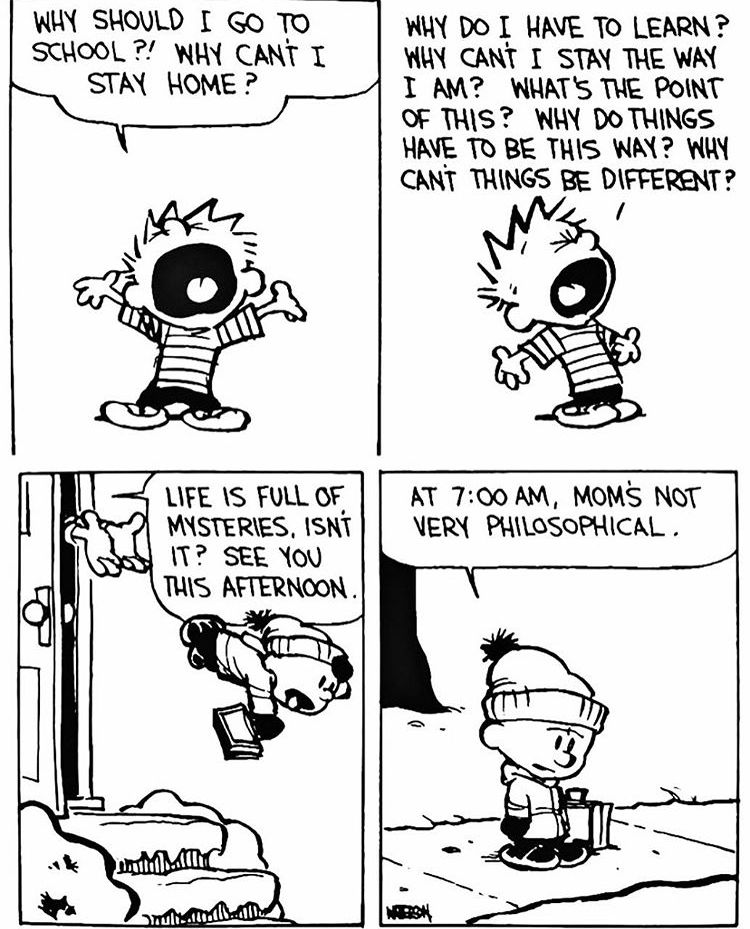 WHY SHOULD I GO TO
SCHOOL?! WHY CAN'T I
STAY HOME?
WHY DO I HAVE TO LEARN?
WHY CAN'T I STAY THE WAY
I AM? WHAT'S THE POINT
OF THIS? WHY DO THINGS
HAVE TO BE THIS WAY? WHY
CAN'T THINGS BE DIFFERENT?
LIFE IS FULL OF
MYSTERIES, ISN'T
IT? SEE YOU
THIS AFTERNOON.
AT 7:00 AM, MOM'S NOT
VERY PHILOSOPHICAL.